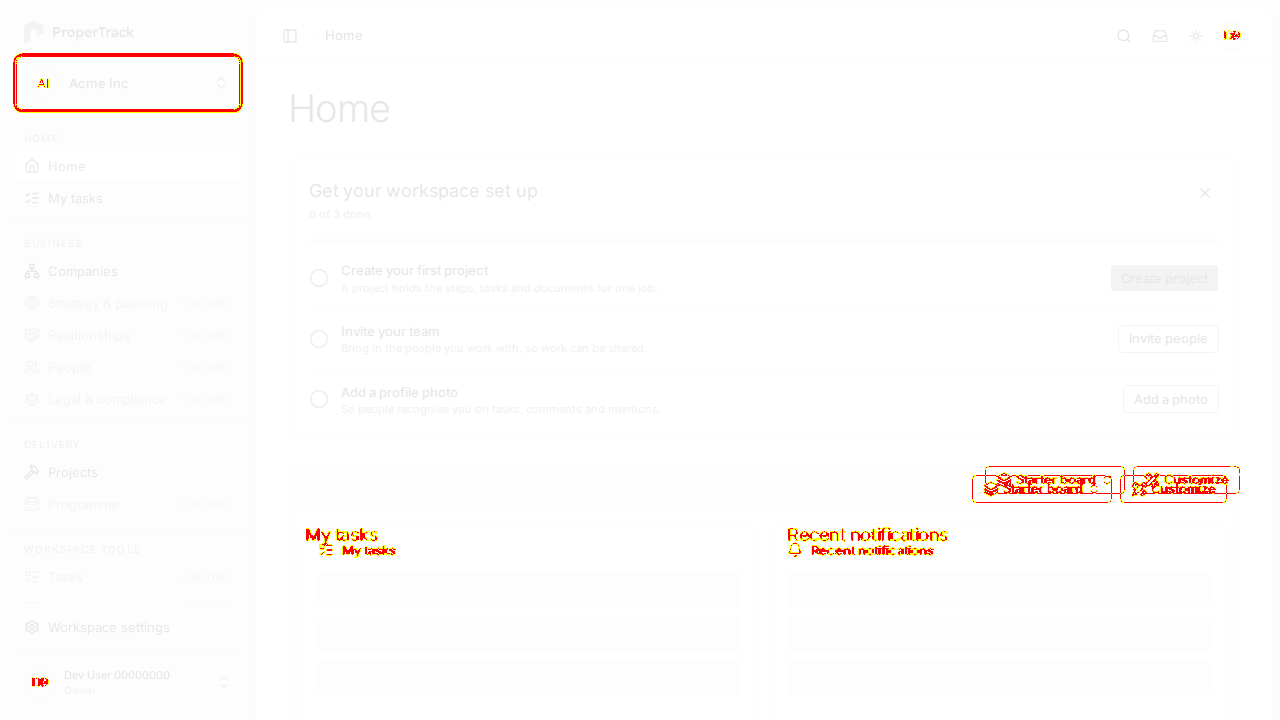 ProperTrack
AI Acme Inc
HOME
Home
My tasks
BUSINESS
Companies
Strategy & planning SOON
Relationships SOON
People SOON
Legal & compliance SOON
DELIVERY
Projects
Programme SOON
WORKSPACE TOOLS
Tasks SOON
Workspace settings
Dev User 00000000
Owner
Home
Home
Get your workspace set up
0 of 3 done
Create your first project
A project holds the steps, tasks and documents for one job.
Create project
Invite your team
Bring in the people you work with, so work can be shared.
Invite people
Add a profile photo
So people recognise you on tasks, comments and mentions.
Add a photo
Starter board Customize
Starter board Customize
My tasks
My tasks
Recent notifications
Recent notifications